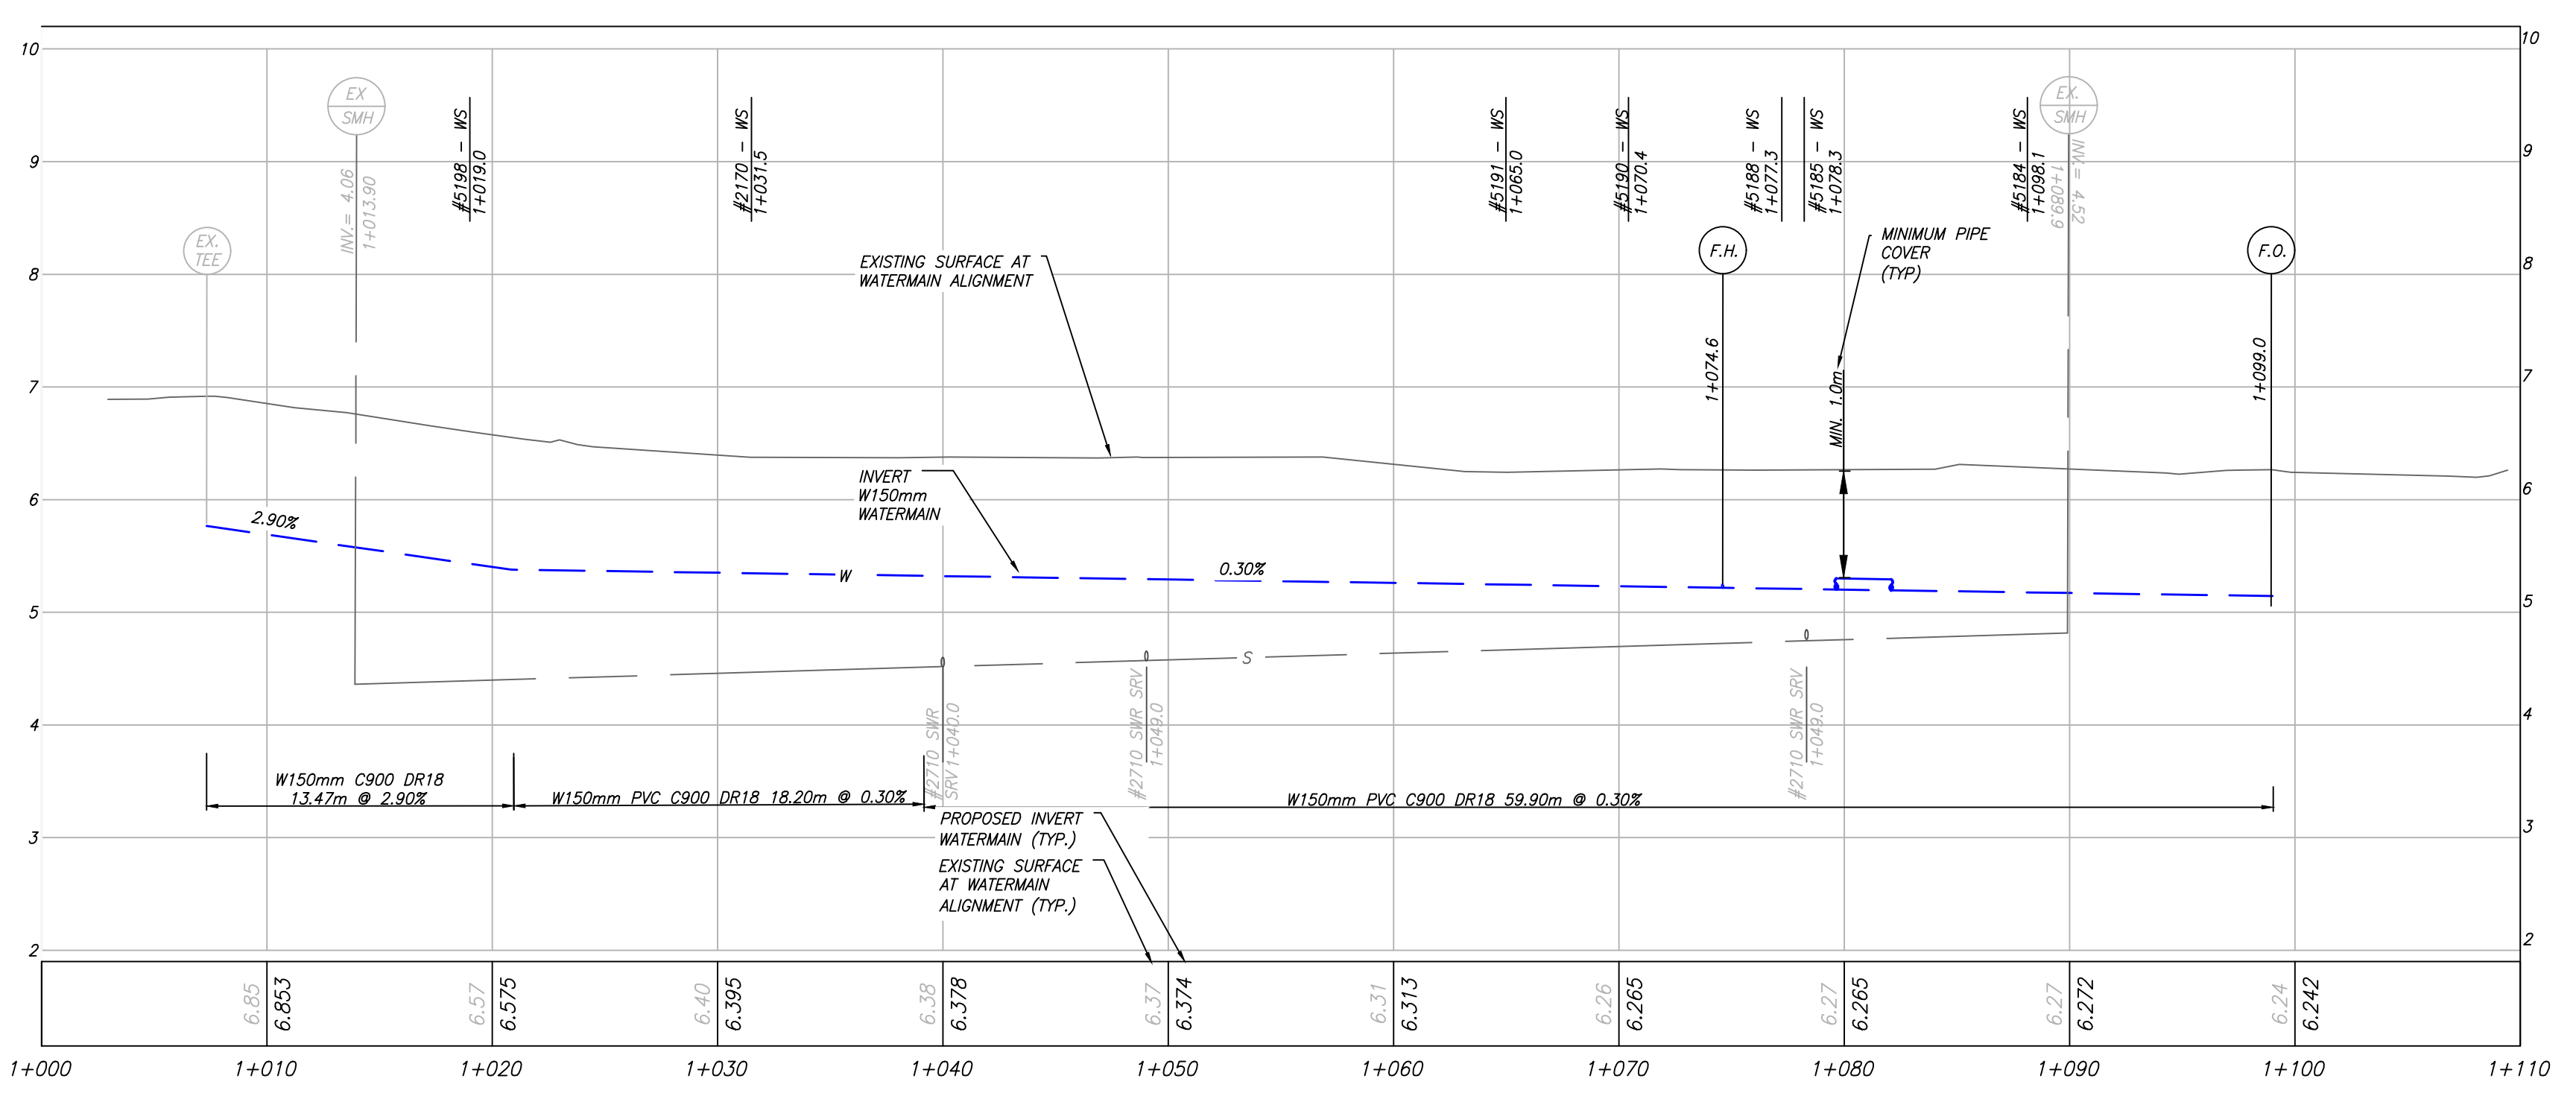 10
9
8
7
6
5
4
3
2
10
9
8
7
6
5
4
3
2
EX.
TEE
EX
SMH
INV.= 4.06
1+013.90
#5198 - WS
1+019.0
#2170 - WS
1+031.5
EXISTING SURFACE AT
WATERMAIN ALIGNMENT
#5191 - WS
1+065.0
#5190 - WS
1+070.4
#5188 - WS
1+077.3
#5185 - WS
1+078.3
#5184 - WS
1+098.1
EX.
SMH
INV.= 4.52
1+089.9
F.H.
1+074.6
MINIMUM PIPE
COVER
(TYP)
MIN. 1.0m
F.O.
1+099.0
2.90%
INVERT
W150mm
WATERMAIN
W
0.30%
S
#2710 SWR
SRV 1+040.0
#2710 SWR SRV
1+049.0
#2710 SWR SRV
1+049.0
W150mm C900 DR18
13.47m @ 2.90%
W150mm PVC C900 DR18 18.20m @ 0.30%
W150mm PVC C900 DR18 59.90m @ 0.30%
PROPOSED INVERT
WATERMAIN (TYP.)
EXISTING SURFACE
AT WATERMAIN
ALIGNMENT (TYP.)
6.85
6.853
6.57
6.575
6.40
6.395
6.38
6.378
6.37
6.374
6.31
6.313
6.26
6.265
6.27
6.265
6.27
6.272
6.24
6.242
1+000
1+010
1+020
1+030
1+040
1+050
1+060
1+070
1+080
1+090
1+100
1+110